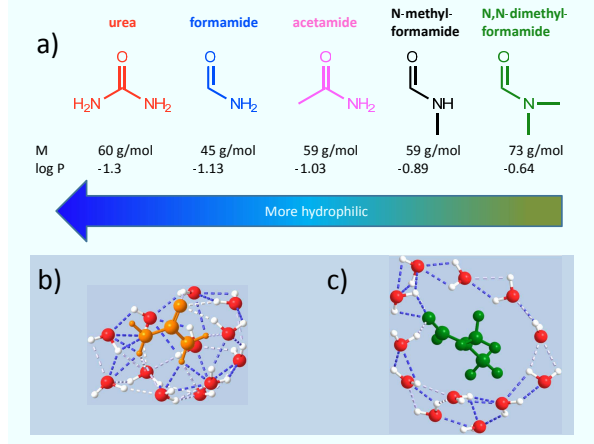 a)
urea formamide acetamide N-methyl- N,N-dimethyl-
formamide formamide
O O O O O
H₂N NH₂ NH₂ NH₂ NH N
M 60 g/mol 45 g/mol 59 g/mol 59 g/mol 73 g/mol
log P -1.3 -1.13 -1.03 -0.89 -0.64
More hydrophilic
b) c)